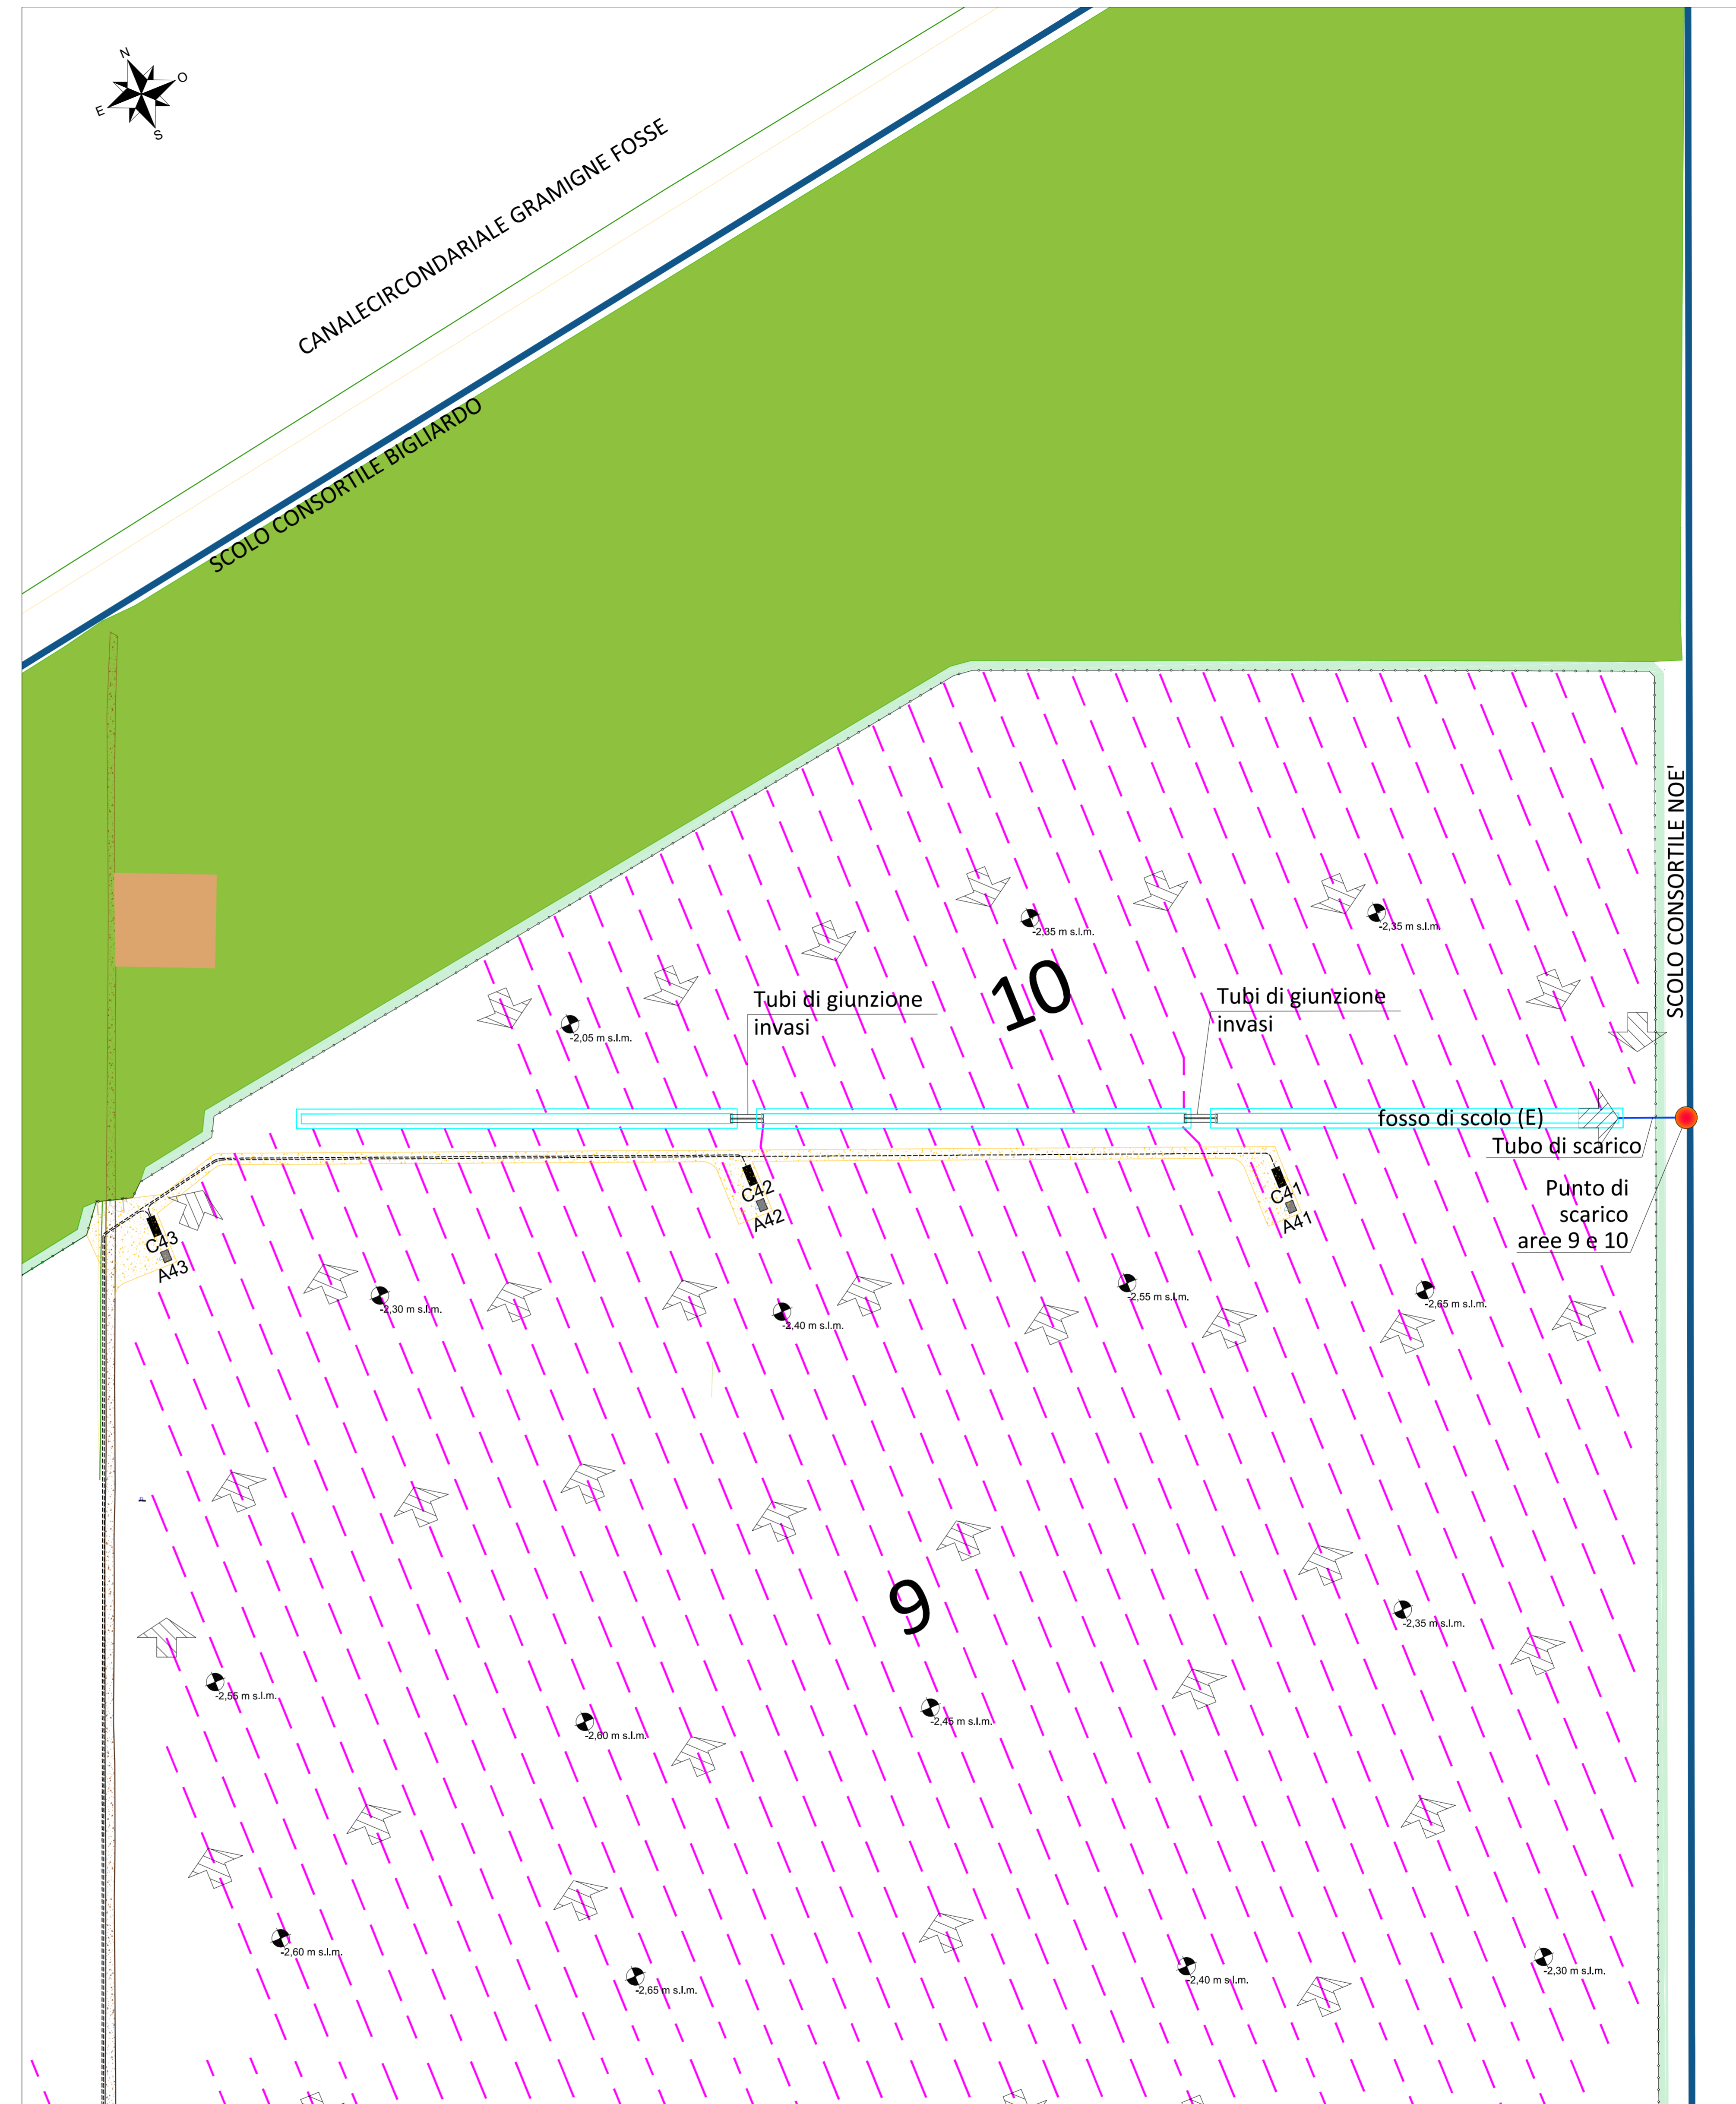 N
O
E
S
CANALECIRCONDARIALE GRAMIGNE FOSSE
SCOLO CONSORTILE BIGLIARDO
SCOLO CONSORTILE NOE'
-2,35 m s.l.m.
-2,35 m s.l.m.
10
Tubi di giunzione
invasi
Tubi di giunzione
invasi
-2,05 m s.l.m.
fosso di scolo (E)
Tubo di scarico
Punto di
scarico
aree 9 e 10
C42
A42
C41
A41
C43
A43
-2,30 m s.l.m.
-2,40 m s.l.m.
-2,55 m s.l.m.
-2,65 m s.l.m.
9
-2,35 m s.l.m.
-2,55 m s.l.m.
-2,60 m s.l.m.
-2,45 m s.l.m.
-2,60 m s.l.m.
-2,65 m s.l.m.
-2,40 m s.l.m.
-2,30 m s.l.m.